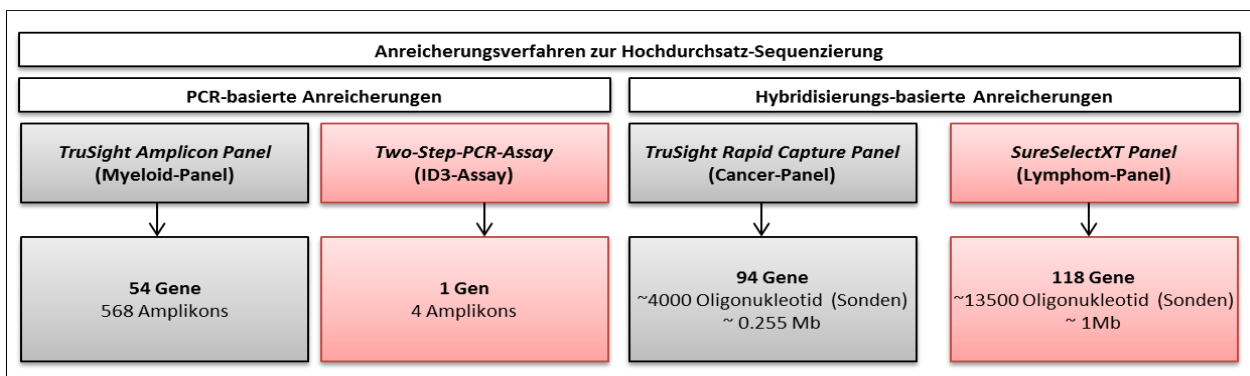 Anreicherungsverfahren zur Hochdurchsatz-Sequenzierung
PCR-basierte Anreicherungen
Hybridisierungs-basierte Anreicherungen
TruSight Amplicon Panel
(Myeloid-Panel)
Two-Step-PCR-Assay
(ID3-Assay)
TruSight Rapid Capture Panel
(Cancer-Panel)
SureSelectXT Panel
(Lymphom-Panel)
54 Gene
568 Amplikons
1 Gen
4 Amplikons
94 Gene
~4000 Oligonukleotid (Sonden)
~ 0.255 Mb
118 Gene
~13500 Oligonukleotid (Sonden)
~ 1Mb